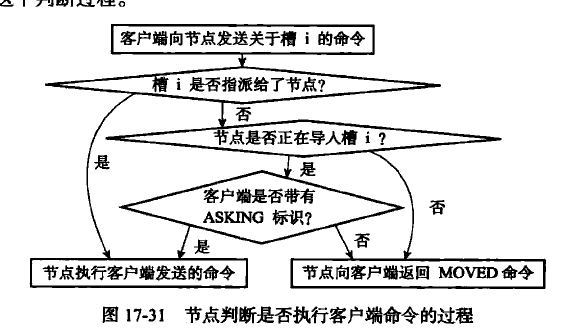 这个判断过程。
客户端向节点发送关于槽 i 的命令
槽 i 是否指派给了节点?
否
节点是否正在导入槽 i ?
是
是
客户端是否带有
ASKING 标识?
否
是
否
节点执行客户端发送的命令
节点向客户端返回 MOVED 命令
图 17-31 节点判断是否执行客户端命令的过程